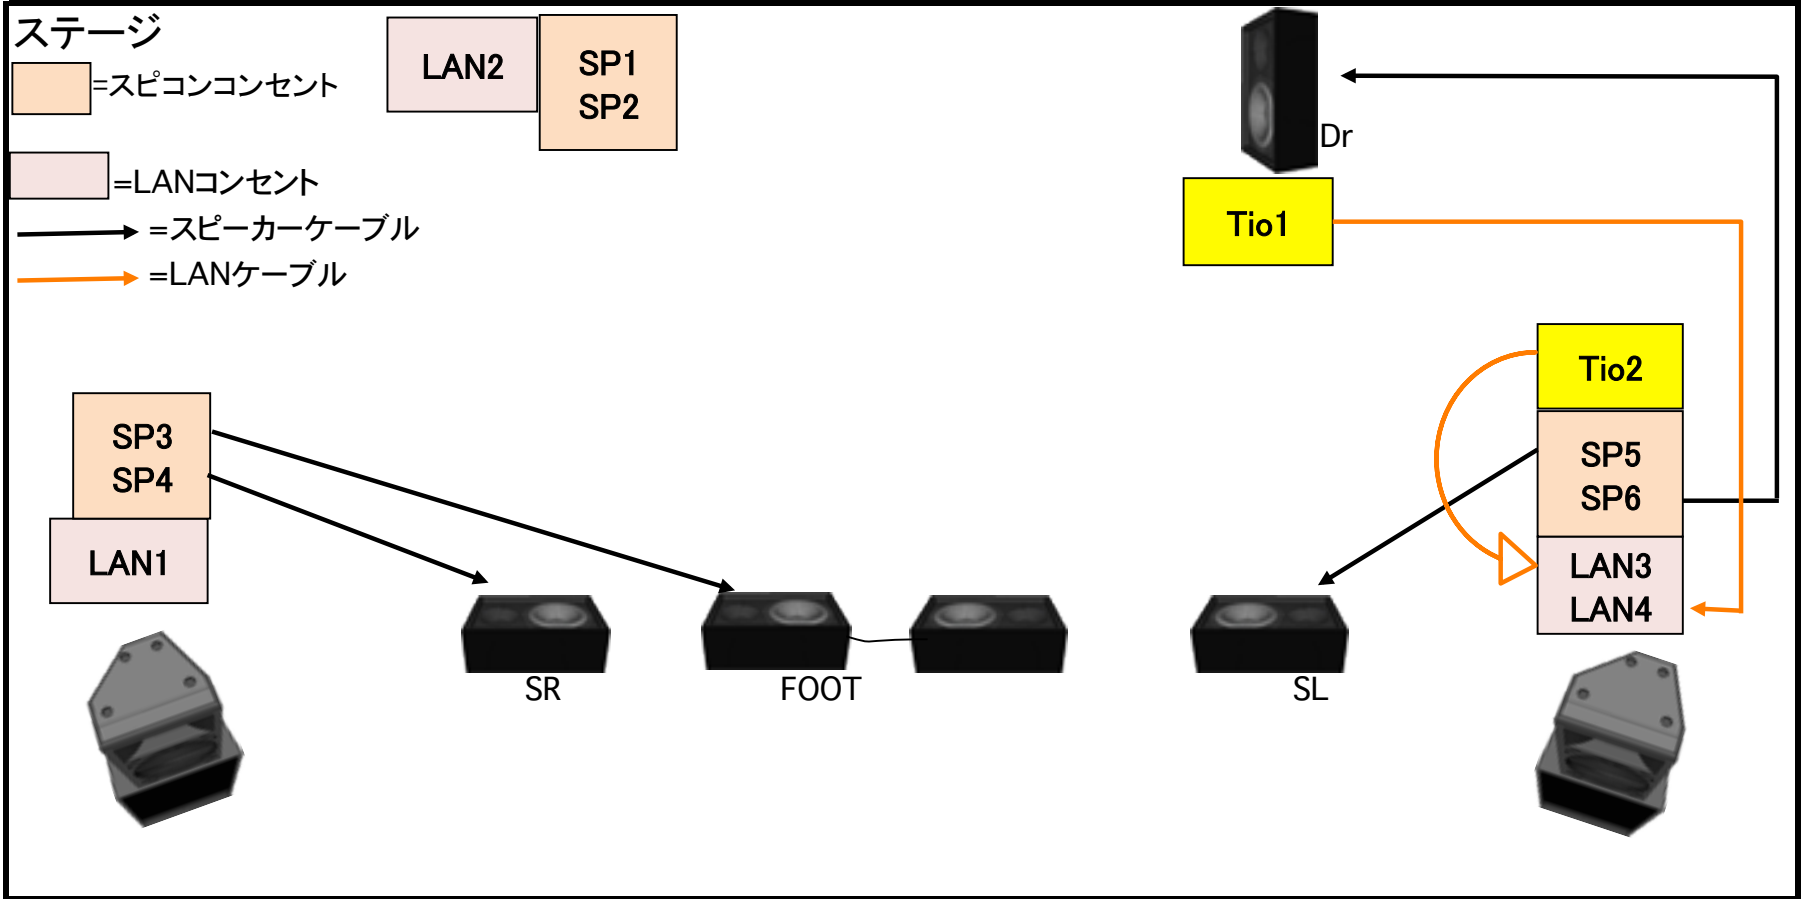 ステージ
=スピコンコンセント
=LANコンセント
=スピーカーケーブル
=LANケーブル
LAN2
SP1
SP2
Dr
Tio1
Tio2
SP3
SP4
LAN1
SP5
SP6
LAN3
LAN4
SR
FOOT
SL